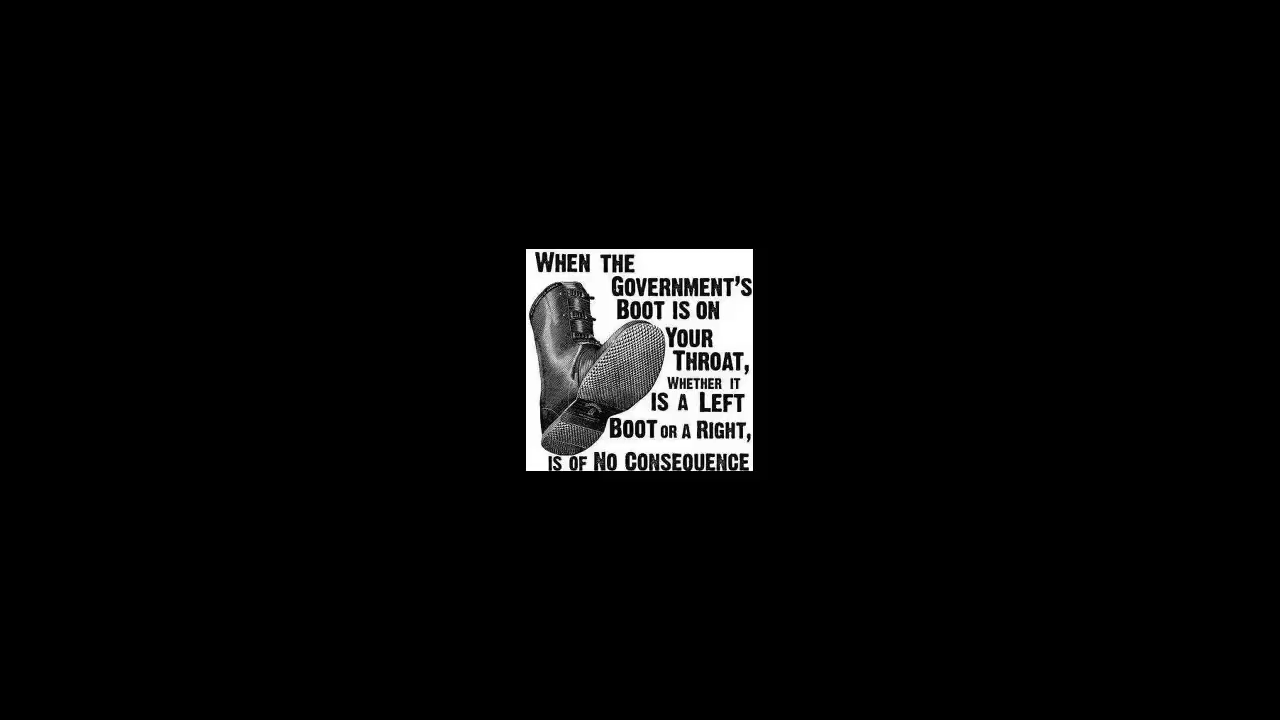 WHEN THE
GOVERNMENT'S
BOOT IS ON
YOUR
THROAT,
WHETHER IT
IS A LEFT
BOOT OR A RIGHT,
IS OF NO CONSEQUENCE